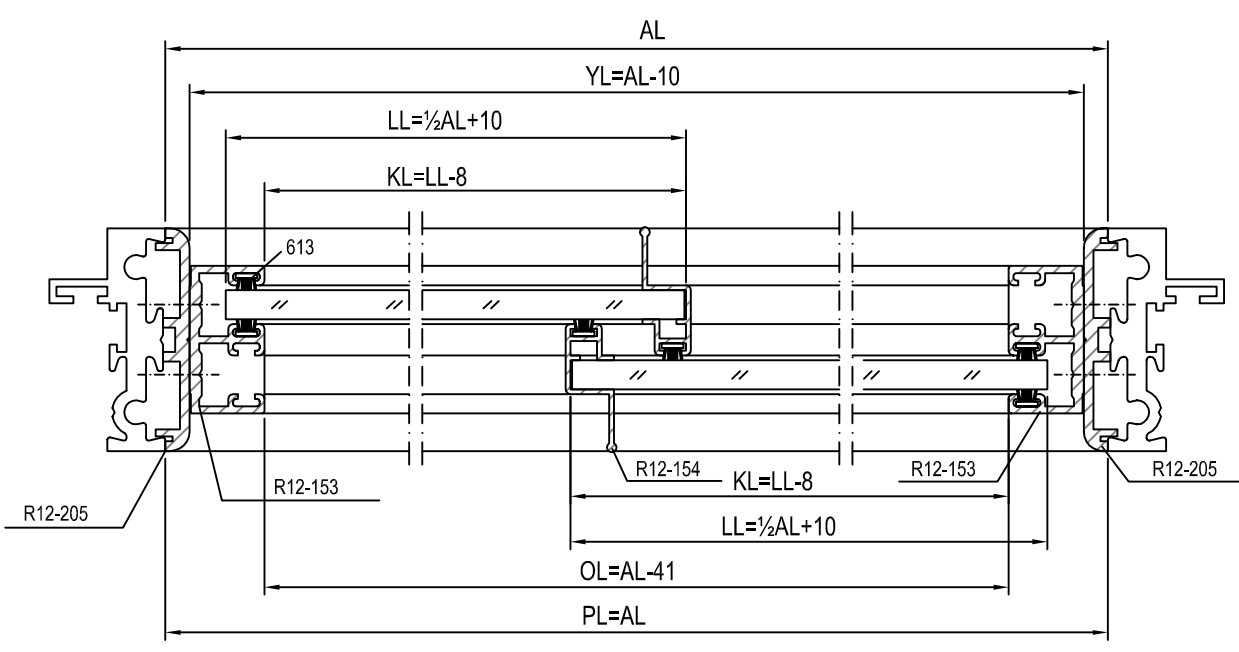 AL
YL=AL-10
LL=½AL+10
KL=LL-8
613
R12-154
R12-153
R12-205
R12-153
KL=LL-8
R12-205
LL=½AL+10
OL=AL-41
PL=AL